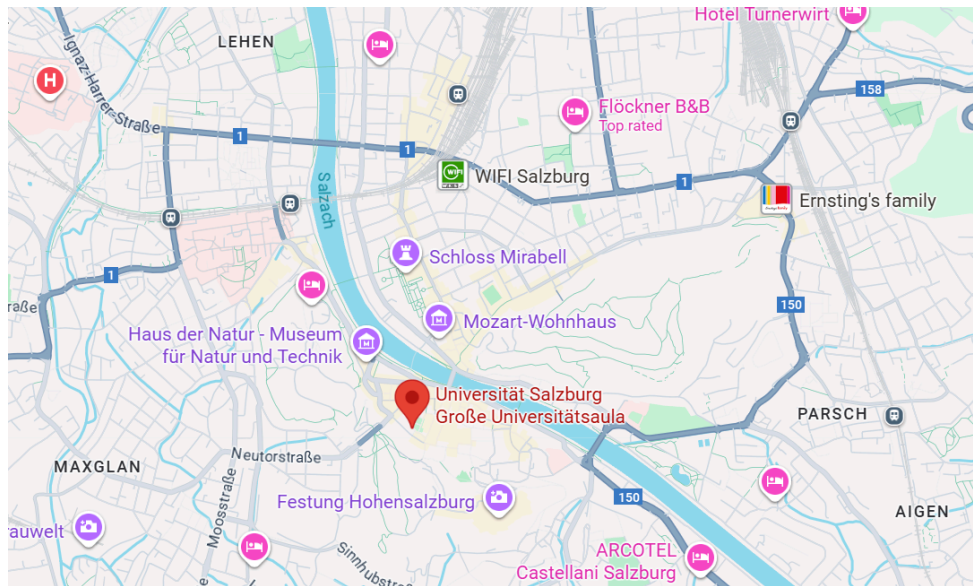 Hotel Turnerwirt
LEHEN
Ignaz-Harrer-Straße
H
Flöckner B&B
Top rated
158
1
1
WIFI Salzburg
1
Ernsting's family
Salzach
Schloss Mirabell
1
150
raße
Mozart-Wohnhaus
Haus der Natur - Museum
für Natur und Technik
Universität Salzburg
Große Universitätsaula
PARSCH
Neutorstraße
MAXGLAN
Moosstraße
Festung Hohensalzburg
150
AIGEN
rauwelt
Sinnhubstraße
ARCOTEL
Castellani Salzburg